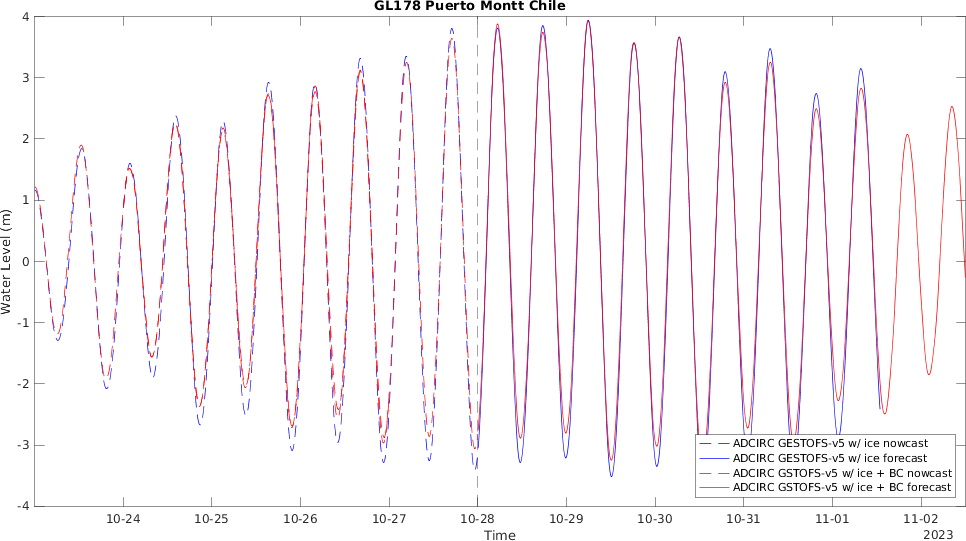 GL178 Puerto Montt Chile
4
3
2
1
0
-1
-2
-3
-4
Water Level (m)
ADCIRC GESTOFS-v5 w/ ice nowcast
ADCIRC GESTOFS-v5 w/ ice forecast
ADCIRC GSTOFS-v5 w/ ice + BC nowcast
ADCIRC GSTOFS-v5 w/ ice + BC forecast
10-24 10-25 10-26 10-27 10-28 10-29 10-30 10-31 11-01 11-02
Time
2023